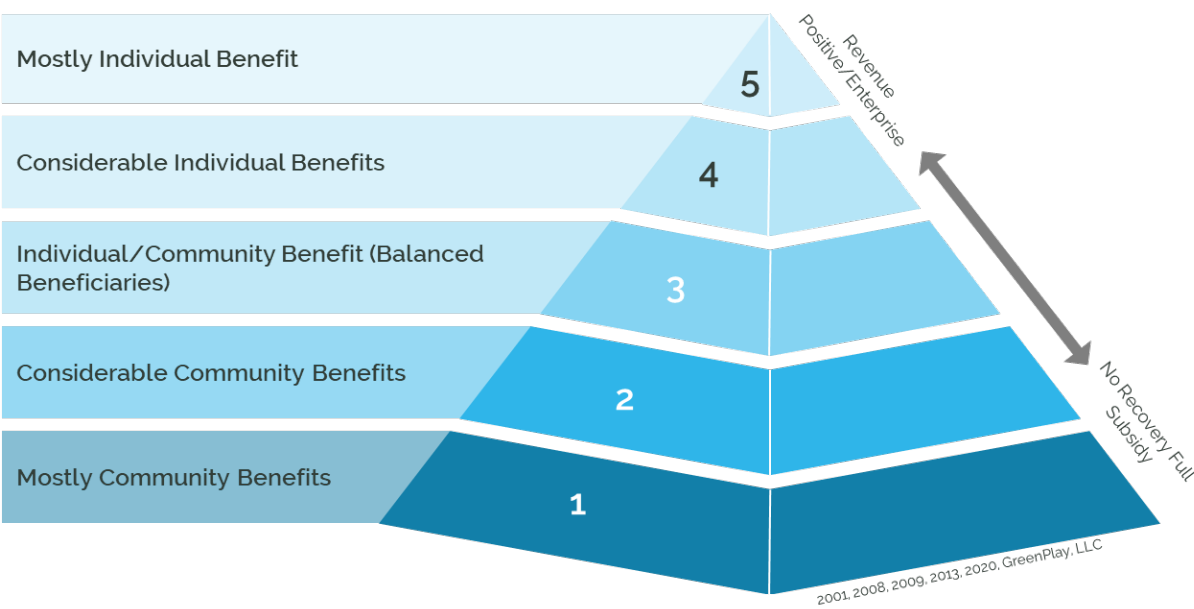 Mostly Individual Benefit
5
Revenue
Positive/Enterprise
Considerable Individual Benefits
4
Individual/Community Benefit (Balanced
Beneficiaries)
3
Considerable Community Benefits
2
No Recovery Full
Subsidy
Mostly Community Benefits
1
2001, 2008, 2009, 2013, 2020, GreenPlay, LLC